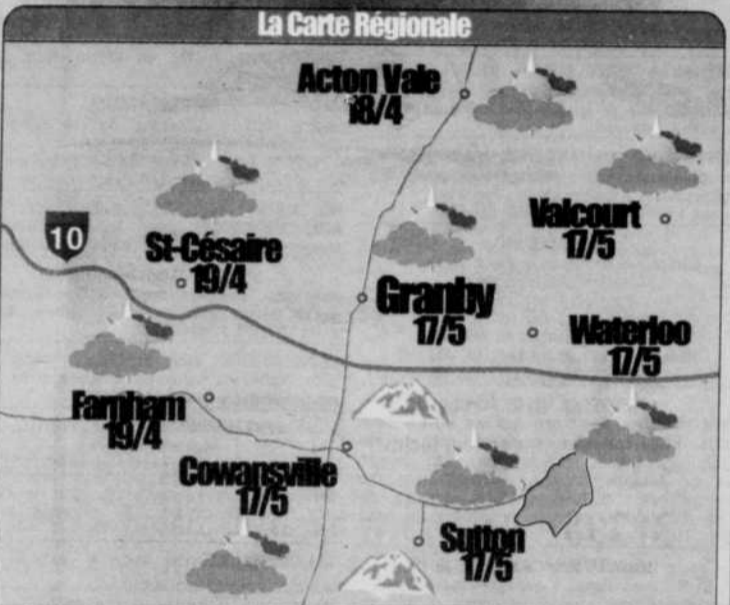 La Carte Régionale
Acton Vale
18/4
Valcourt
17/5
10
St-Césaire
19/4
Granby
17/5
Waterloo
17/5
Farnham
19/4
Cowansville
17/5
Sutton
17/5